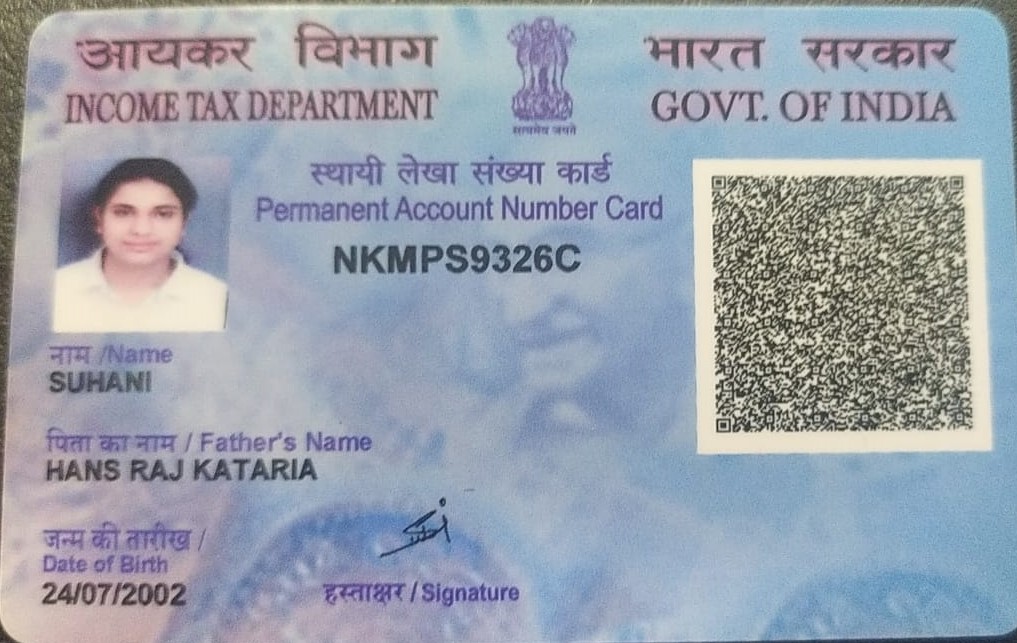 आयकर विभाग
INCOME TAX DEPARTMENT
सत्यमेव जयते
भारत सरकार
GOVT. OF INDIA
स्थायी लेखा संख्या कार्ड
Permanent Account Number Card
NKMPS9326C
नाम /Name
SUHANI
पिता का नाम / Father's Name
HANS RAJ KATARIA
जन्म की तारीख /
Date of Birth
24/07/2002
हस्ताक्षर / Signature